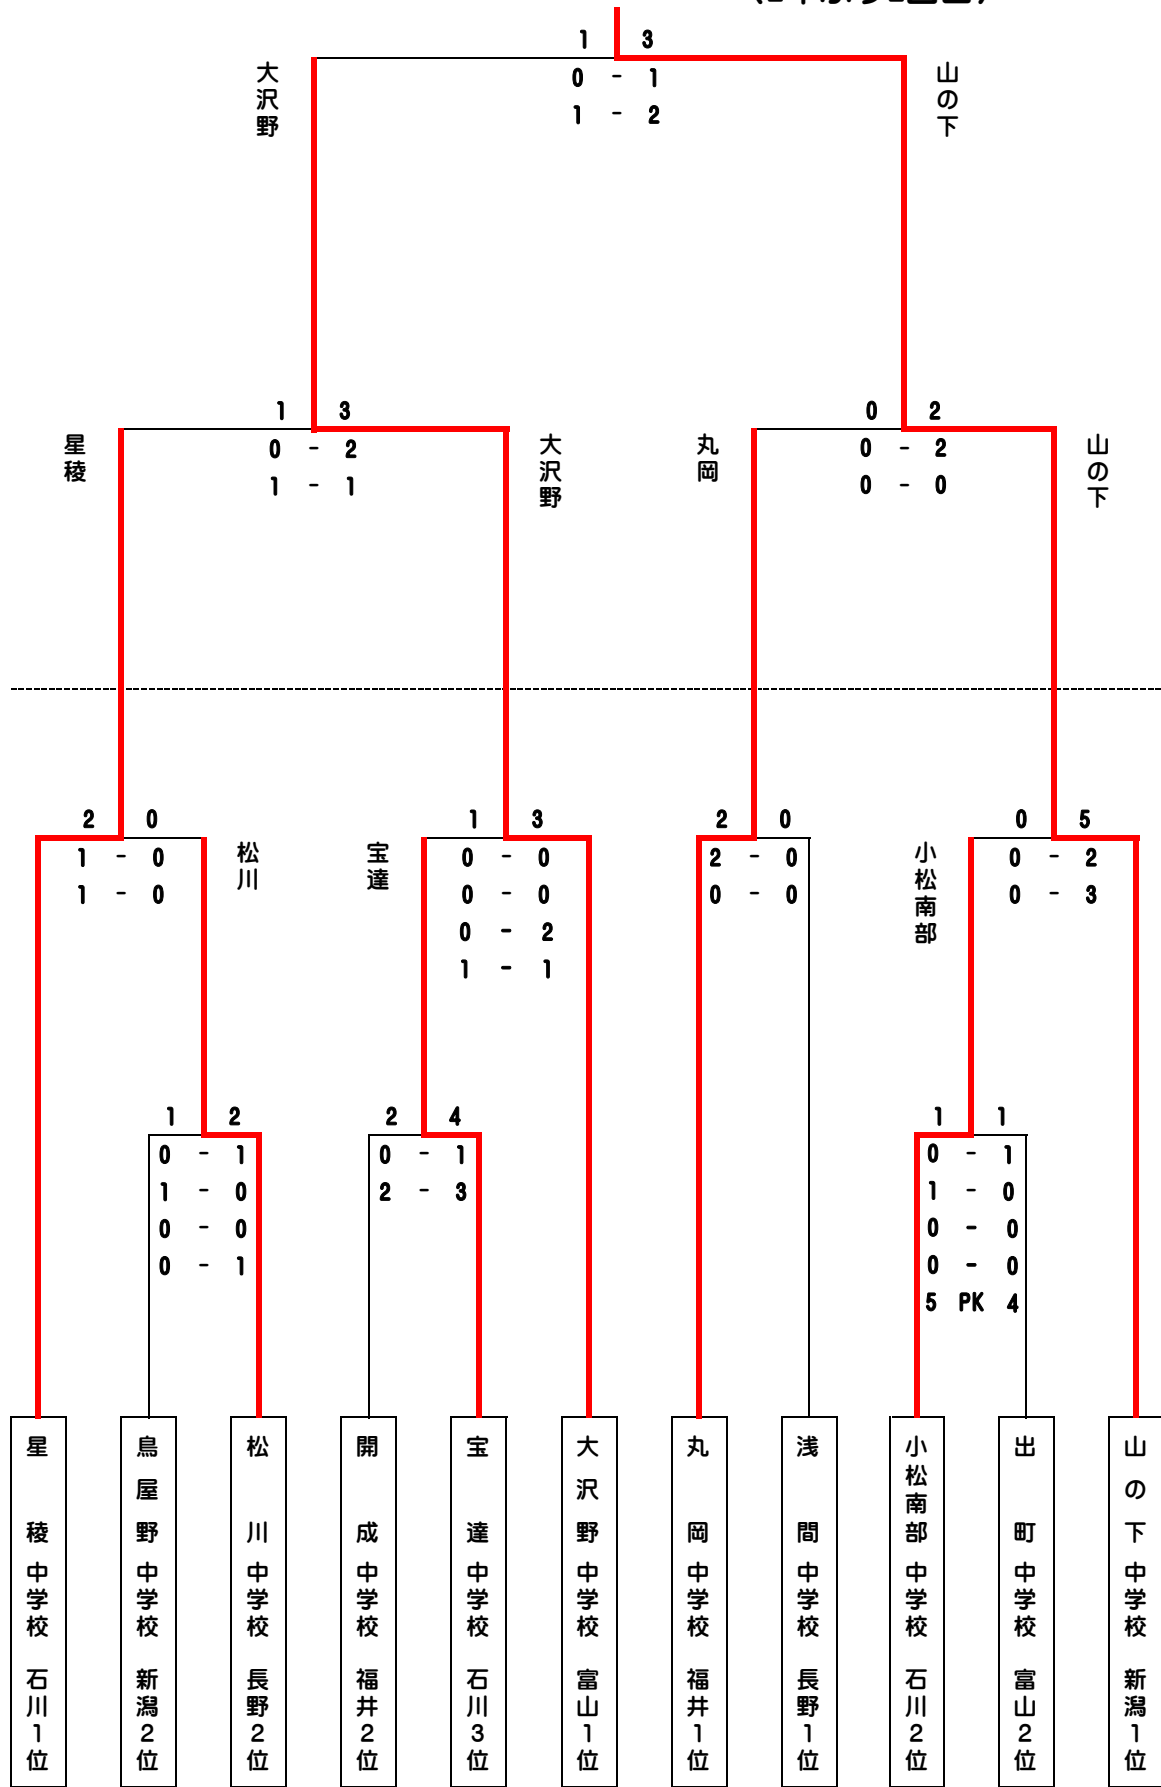 1 3
大沢野
0 - 1
山の下
1 - 2
1 3
星稜
0 - 2
大沢野
1 - 1
0 2
丸岡
0 - 2
山の下
0 - 0
2 0
1 - 0
松川
1 - 0
1 3
宝達
0 - 0
0 - 0
0 - 2
1 - 1
2 0
2 - 0
0 - 0
0 5
小松南部
0 - 2
0 - 3
1 2
0 - 1
1 - 0
0 - 0
0 - 1
2 4
0 - 1
2 - 3
1 1
0 - 1
1 - 0
0 - 0
0 - 0
5 PK 4
星稜中学校 石川1位
鳥屋野中学校 新潟2位
松川中学校 長野2位
開成中学校 福井2位
宝達中学校 石川3位
大沢野中学校 富山1位
丸岡中学校 福井1位
浅間中学校 長野1位
小松南部中学校 石川2位
出町中学校 富山2位
山の下中学校 新潟1位